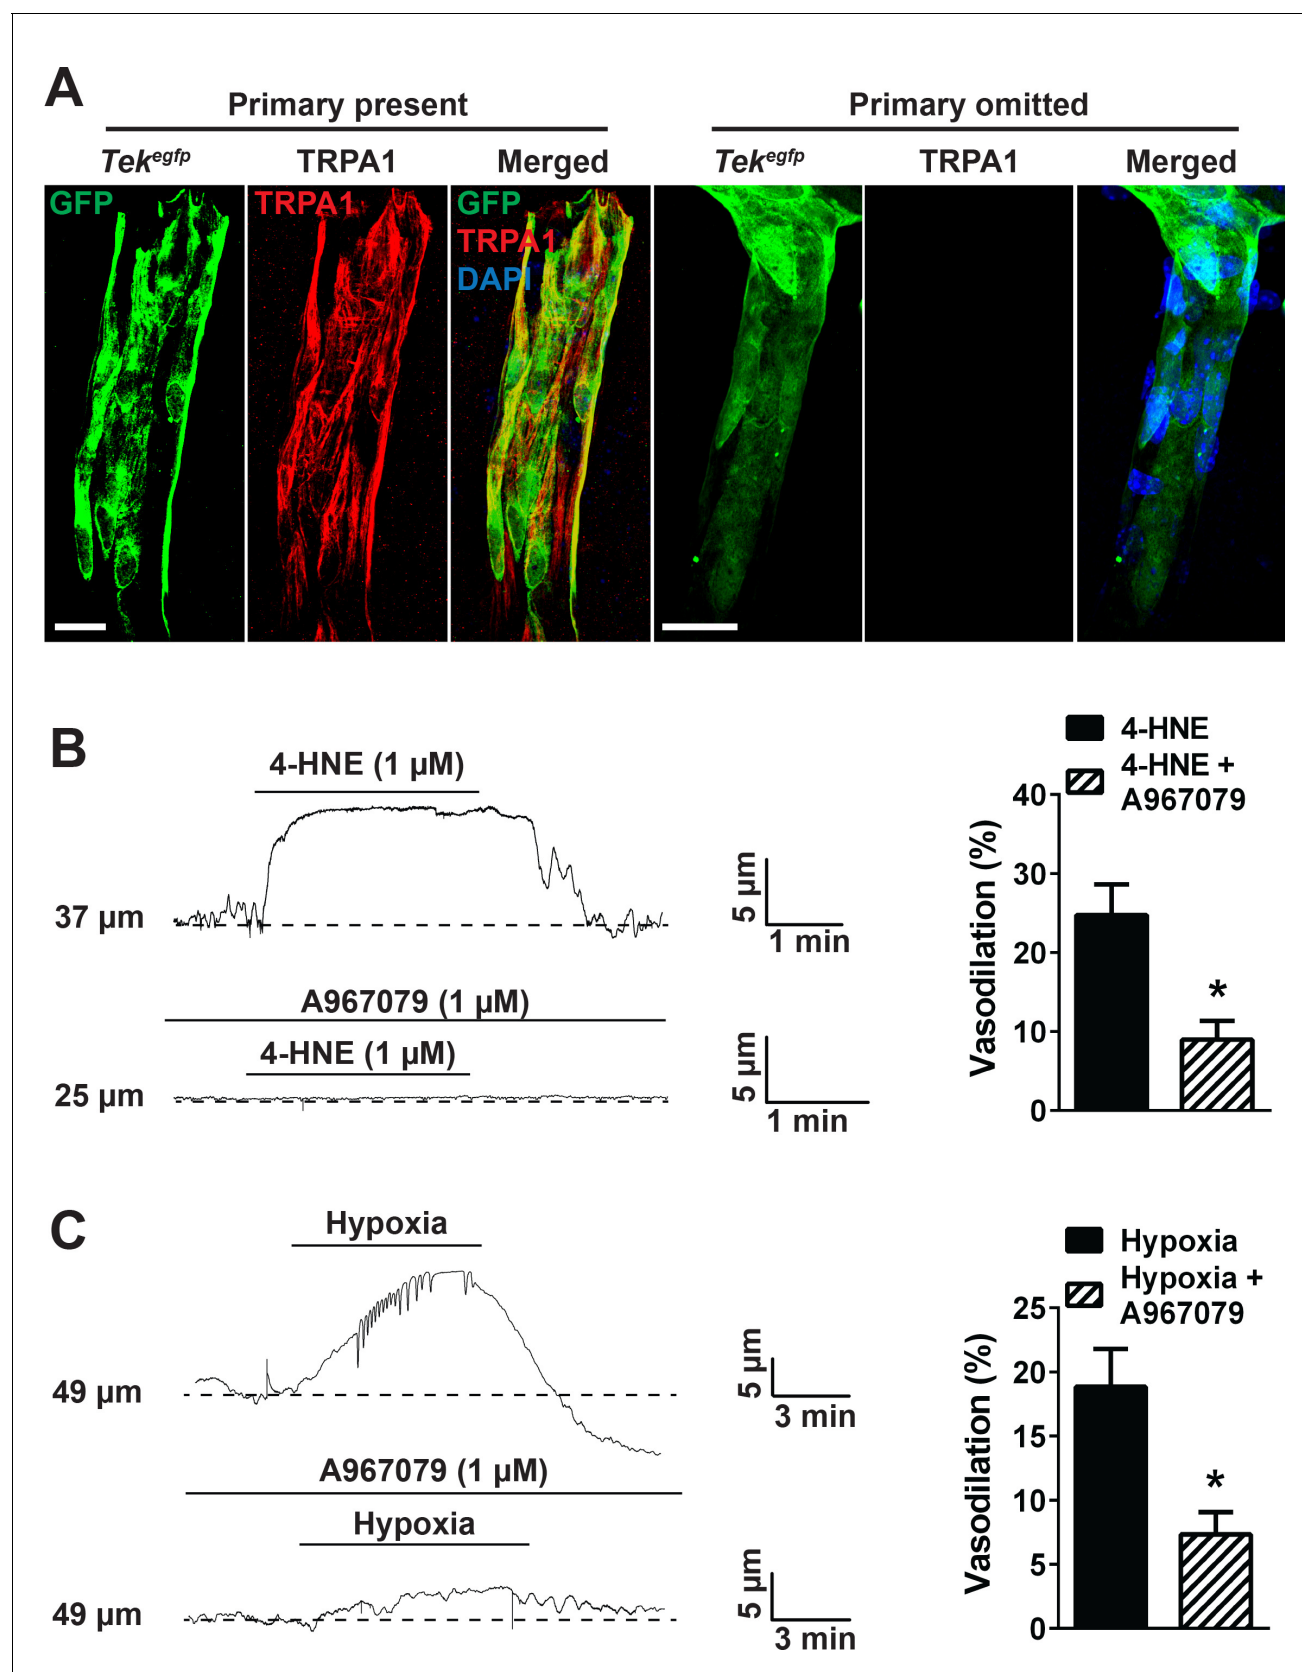 A
Primary present
Primary omitted
Tekegfp
TRPA1
Merged
Tekegfp
TRPA1
Merged
GFP
TRPA1
GFP
TRPA1
DAPI
B
4-HNE (1 µM)
37 µm
5 µm
1 min
A967079 (1 µM)
4-HNE (1 µM)
25 µm
5 µm
1 min
4-HNE
4-HNE +
A967079
Vasodilation (%)
40
30
20
10
0
*
C
Hypoxia
49 µm
5 µm
3 min
A967079 (1 µM)
Hypoxia
49 µm
5 µm
3 min
Hypoxia
Hypoxia +
A967079
Vasodilation (%)
25
20
15
10
5
0
*